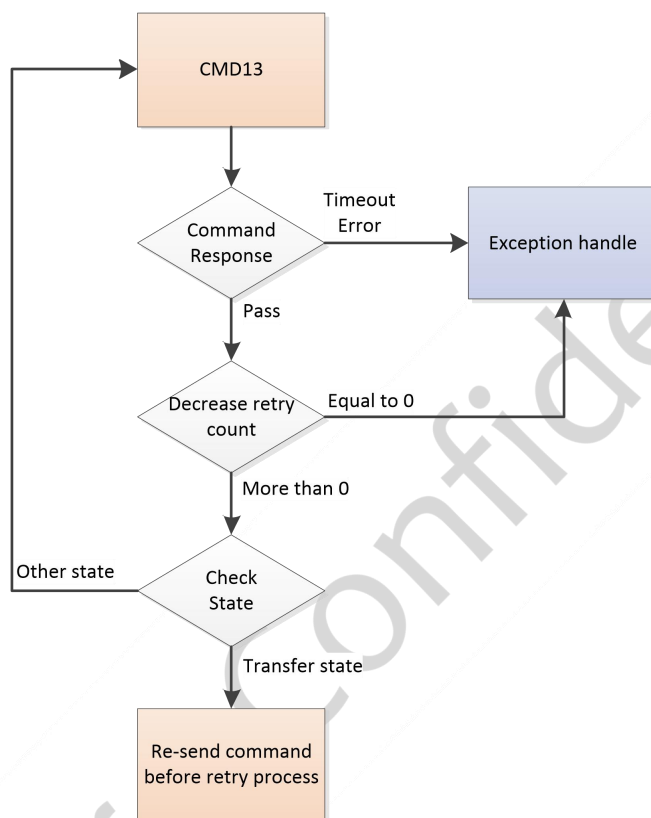 CMD13
Command
Response
Timeout
Error
Exception handle
Pass
Decrease retry
count
Equal to 0
More than 0
Other state
Check
State
Transfer state
Re-send command
before retry process